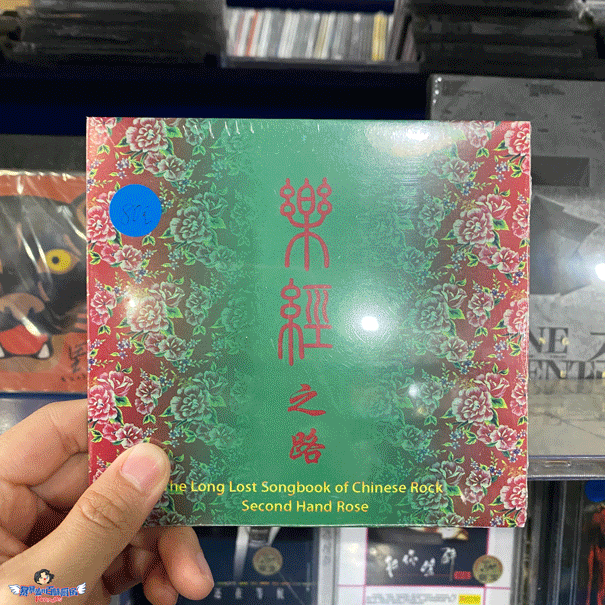 樂經之路
he Long Lost Songbook of Chinese Rock
Second Hand Rose